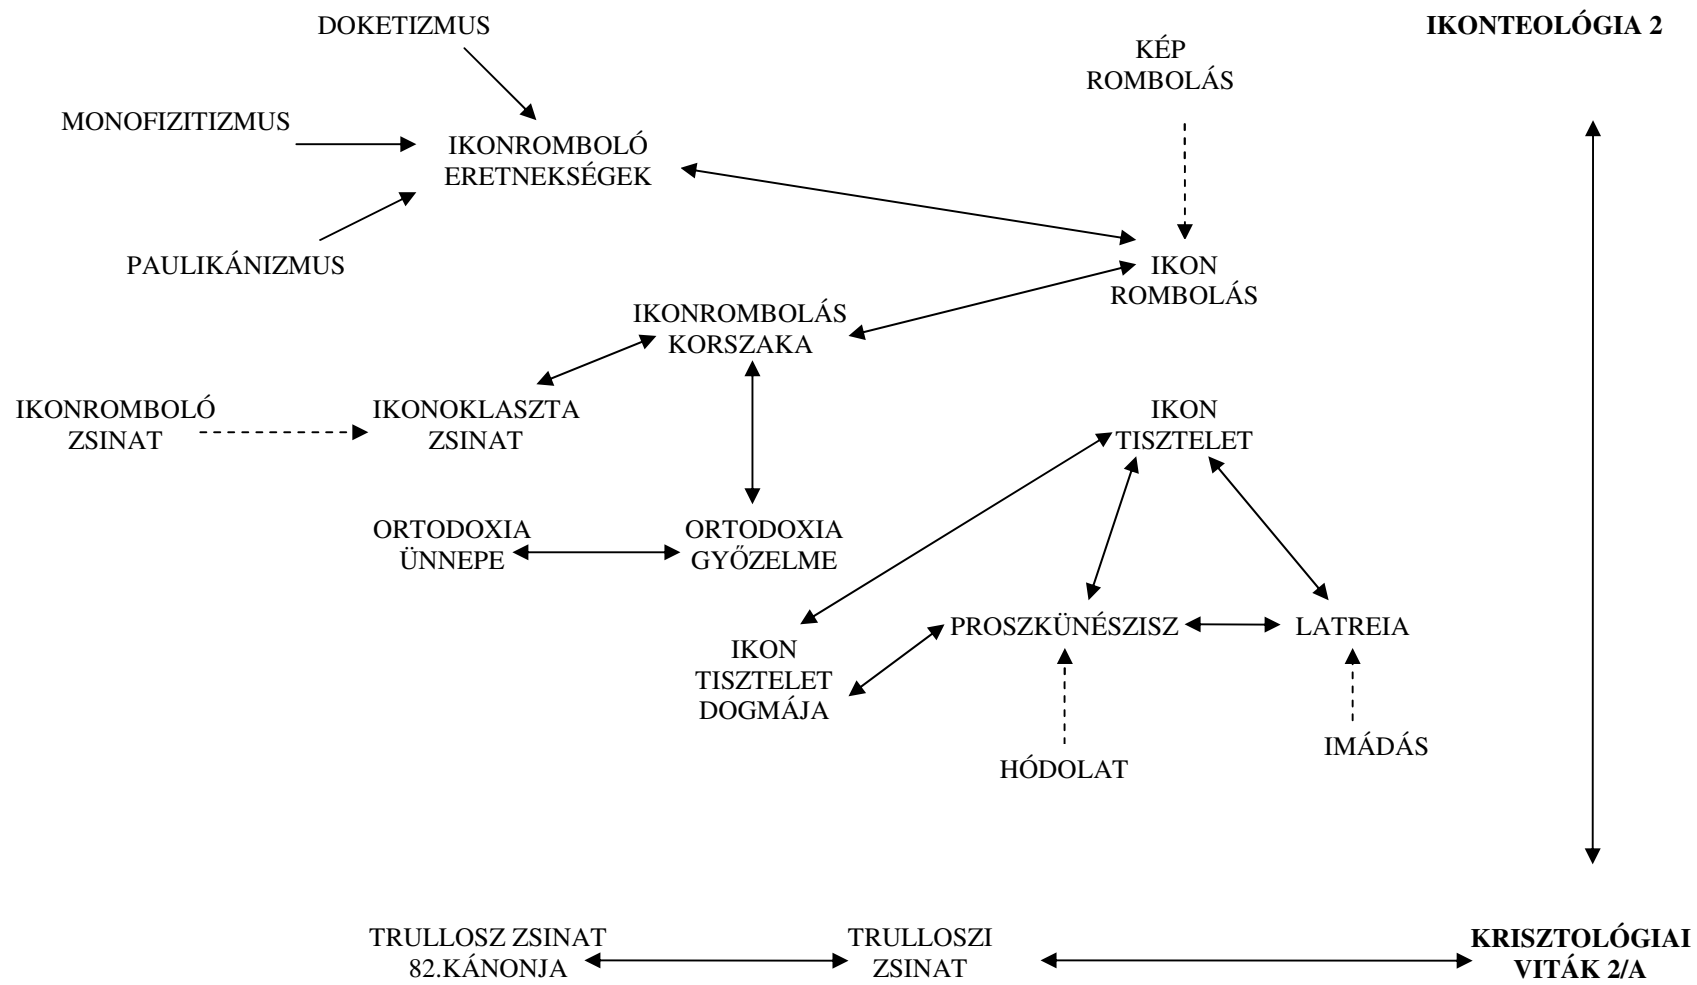 DOKETIZMUS
IKONTEOLÓGIA 2
KÉP
ROMBOLÁS
MONOFIZITIZMUS
IKONROMBOLÓ
ERETNEKSÉGEK
PAULIKÁNIZMUS
IKON
ROMBOLÁS
IKONROMBOLÁS
KORSZAKA
IKONROMBOLÓ
ZSINAT
IKONOKLASZTA
ZSINAT
IKON
TISZTELET
ORTODOXIA
ÜNNEPE
ORTODOXIA
GYŐZELME
PROSZKÜNÉSZISZ
LATREIA
IKON
TISZTELET
DOGMÁJA
HÓDOLAT
IMÁDÁS
TRULLOSZ ZSINAT
82.KÁNONJA
TRULLOSZI
ZSINAT
KRISZTOLÓGIAI
VITÁK 2/A